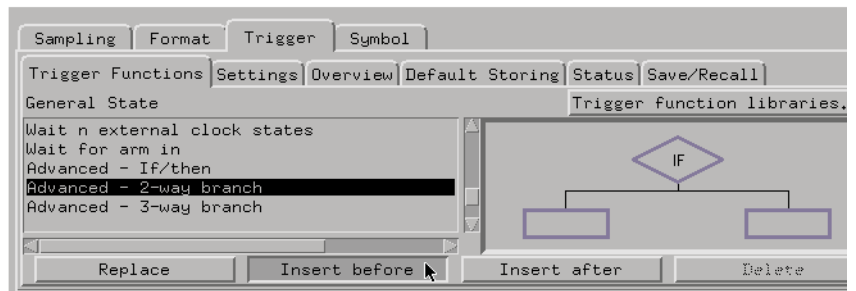 Sampling Format Trigger Symbol
Trigger Functions Settings Overview Default Storing Status Save/Recall
General State Trigger function libraries.
Wait n external clock states
Wait for arm in
Advanced - If/then
Advanced - 2-way branch
Advanced - 3-way branch
IF
Replace Insert before Insert after Delete